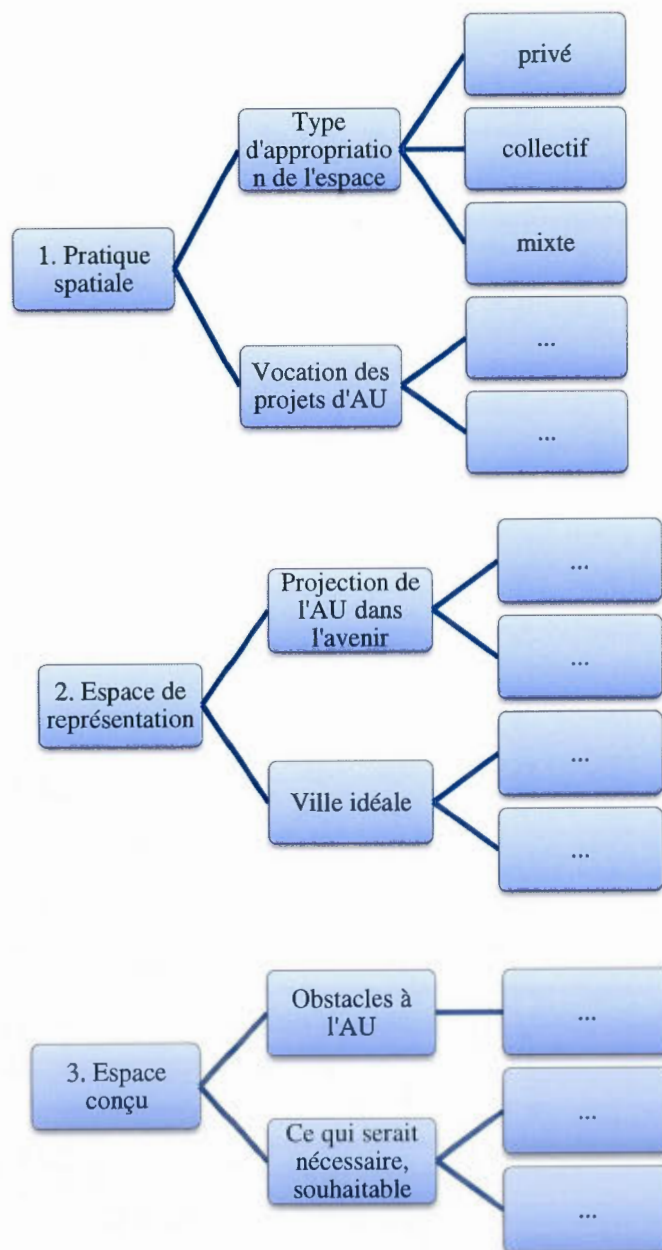 1. Pratique
spatiale
Type
d'appropriatio
n de l'espace
privé
collectif
mixte
Vocation des
projets d'AU
...
...
2. Espace de
représentation
Projection de
l'AU dans
l'avenir
...
...
Ville idéale
...
...
3. Espace
conçu
Obstacles à
l'AU
...
Ce qui serait
nécessaire,
souhaitable
...
...